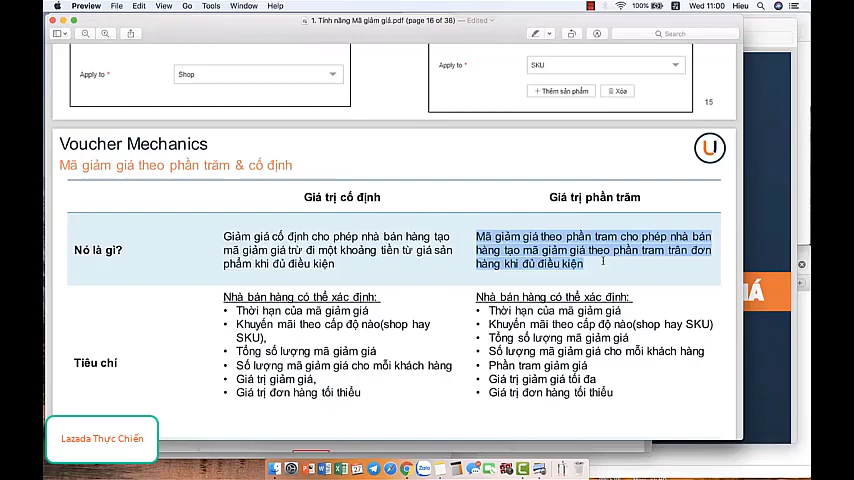 Preview File Edit View Go Tools Window Help 100% Wed 11:00 Hieu
1. Tính năng Mã giảm giá.pdf (page 16 of 38) — Edited
Search
Apply to * Shop
Apply to * SKU
+ Thêm sản phẩm Xóa
15
Voucher Mechanics
Mã giảm giá theo phần trăm & cố định
U
Giá trị cố định Giá trị phần trăm
Nó là gì?
Giảm giá cố định cho phép nhà bán hàng tạo
mã giảm giá trừ đi một khoảng tiền từ giá sản
phẩm khi đủ điều kiện
Mã giảm giá theo phần tram cho phép nhà bán
hàng tạo mã giảm giá theo phần tram trân đơn
hàng khi đủ điều kiện
Tiêu chí
Nhà bán hàng có thể xác định:
• Thời hạn của mã giảm giá
• Khuyến mãi theo cấp độ nào(shop hay
SKU),
• Tổng số lượng mã giảm giá
• Số lượng mã giảm giá cho mỗi khách hàng
• Giá trị giảm giá,
• Giá trị đơn hàng tối thiểu
Nhà bán hàng có thể xác định:
• Thời hạn của mã giảm giá
• Khuyến mãi theo cấp độ nào(shop hay SKU)
• Tổng số lượng mã giảm giá
• Số lượng mã giảm giá cho mỗi khách hàng
• Phần tram giảm giá
• Giá trị giảm giá tối đa
• Giá trị đơn hàng tối thiểu
Lazada Thực Chiến
Zalo